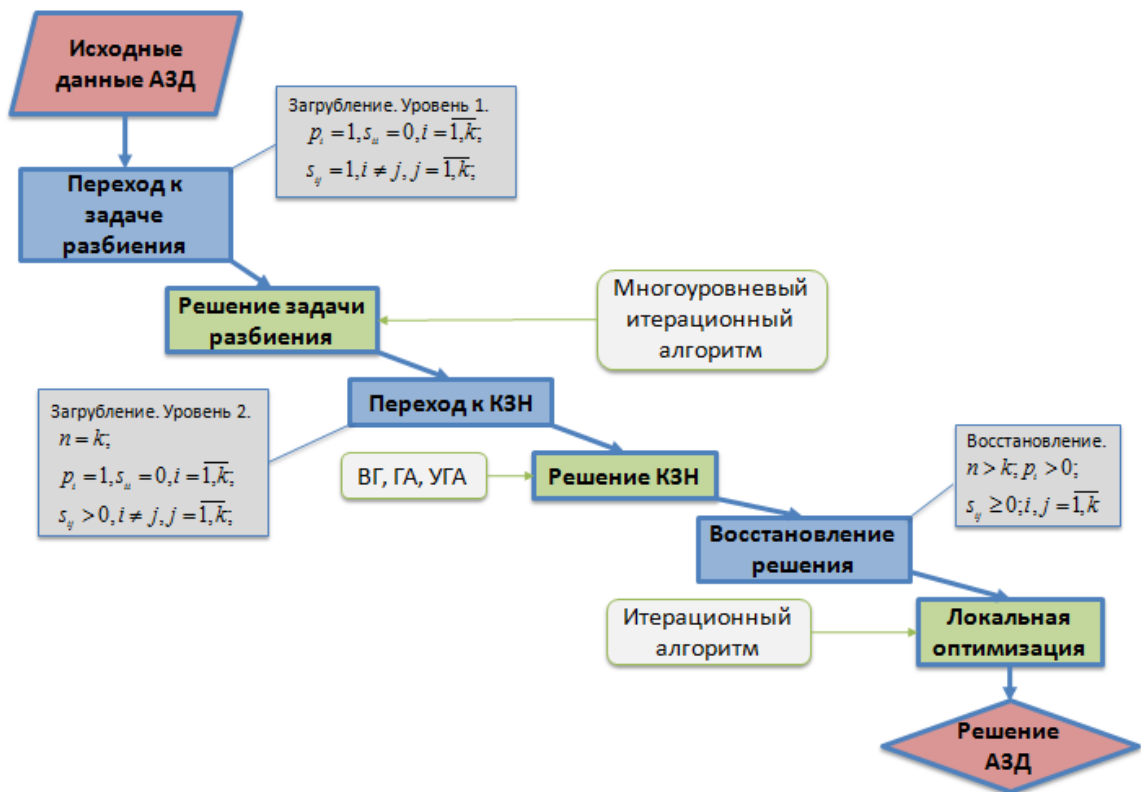 Исходные
данные АЗД
Загрубление. Уровень 1.
pᵢ = 1, sᵢᵢ = 0, i = 1,k̅;
sᵢⱼ = 1, i ≠ j, j = 1,k̅;
Переход к
задаче
разбиения
Решение задачи
разбиения
Многоуровневый
итерационный
алгоритм
Переход к КЗН
Загрубление. Уровень 2.
n = k;
pᵢ = 1, sᵢᵢ = 0, i = 1,k̅;
sᵢⱼ > 0, i ≠ j, j = 1,k̅;
ВГ, ГА, УГА
Решение КЗН
Восстановление.
n > k; pᵢ > 0;
sᵢⱼ ≥ 0; i, j = 1,k̅
Восстановление
решения
Итерационный
алгоритм
Локальная
оптимизация
Решение
АЗД